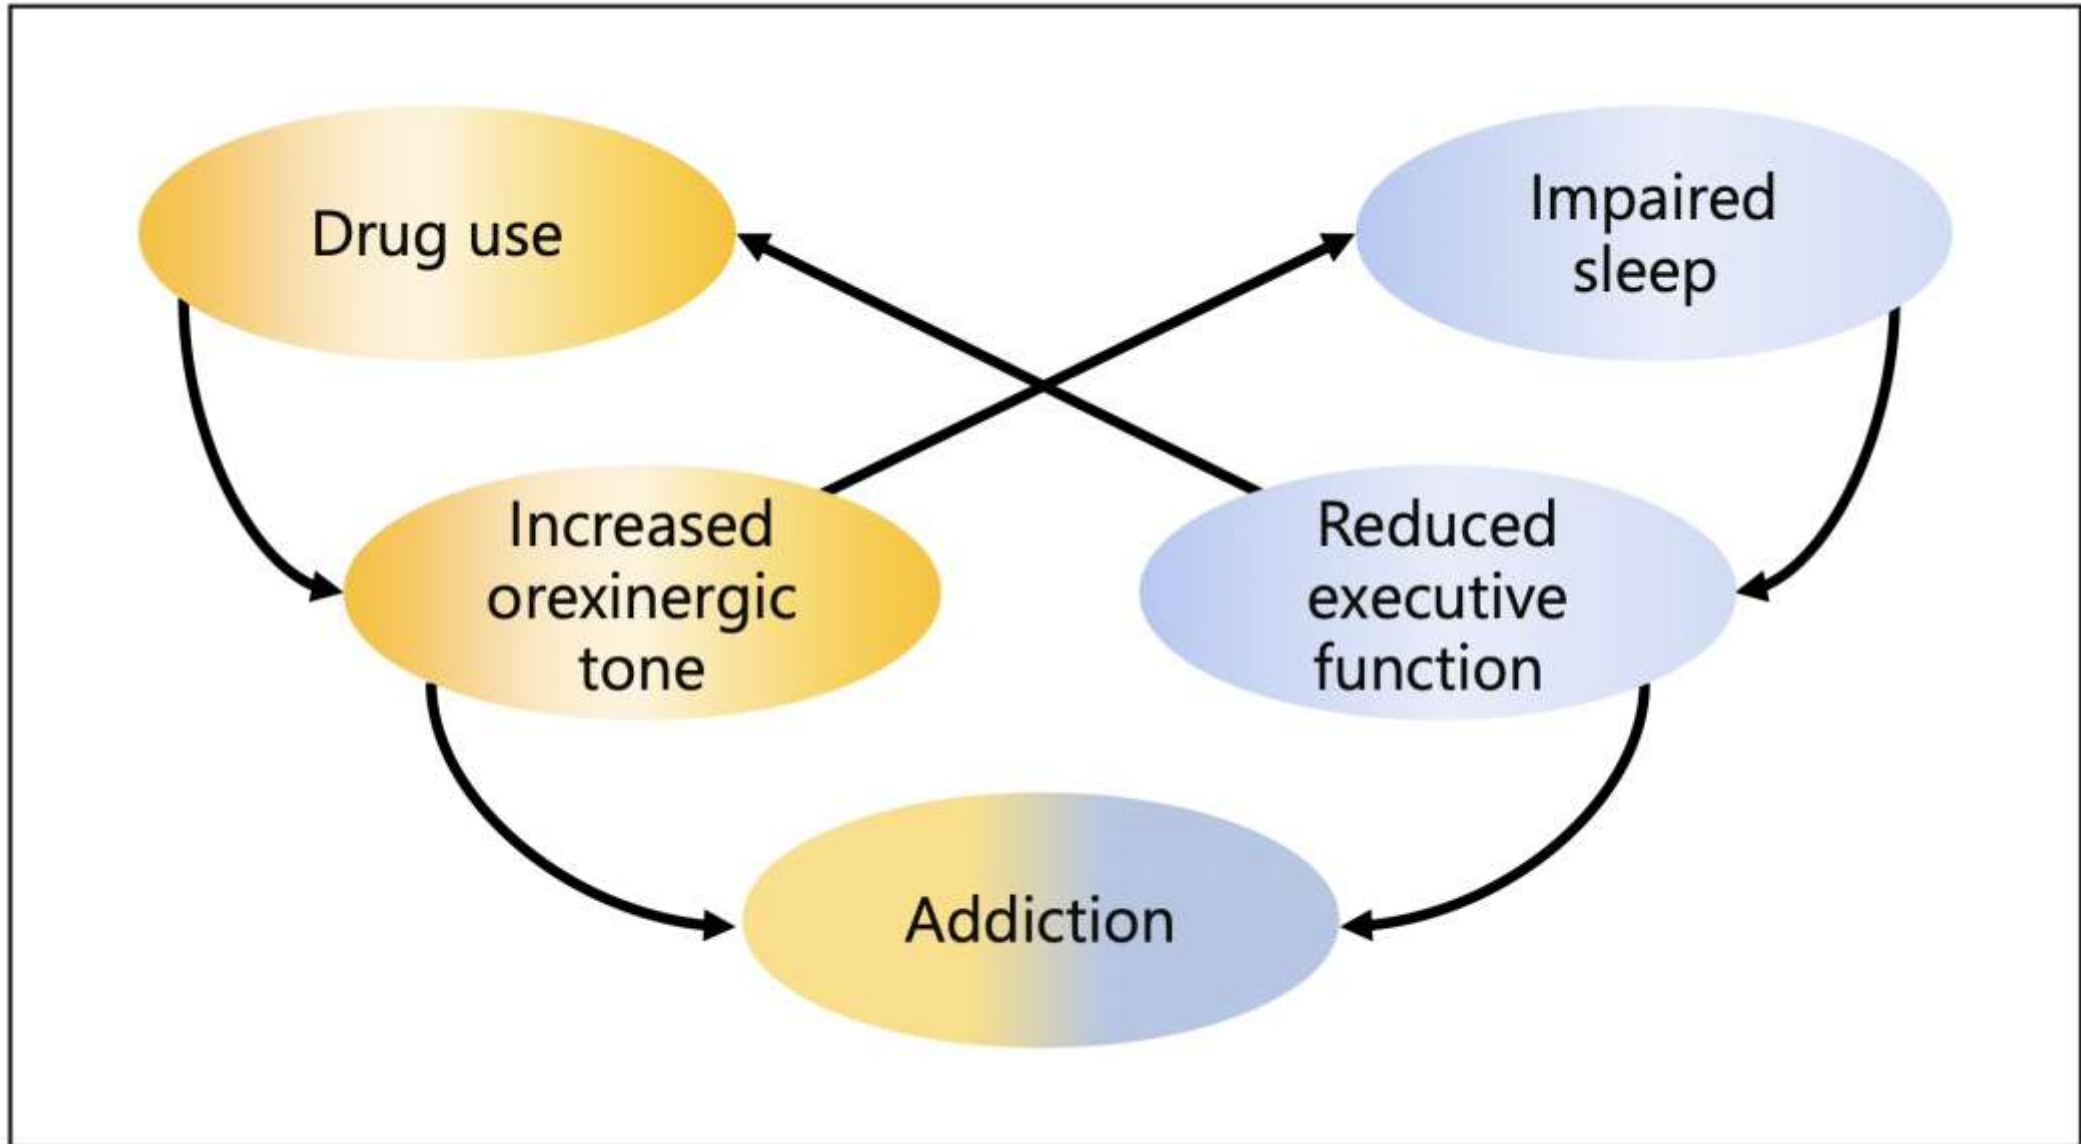 Drug use
Impaired
sleep
Increased
orexinergic
tone
Reduced
executive
function
Addiction